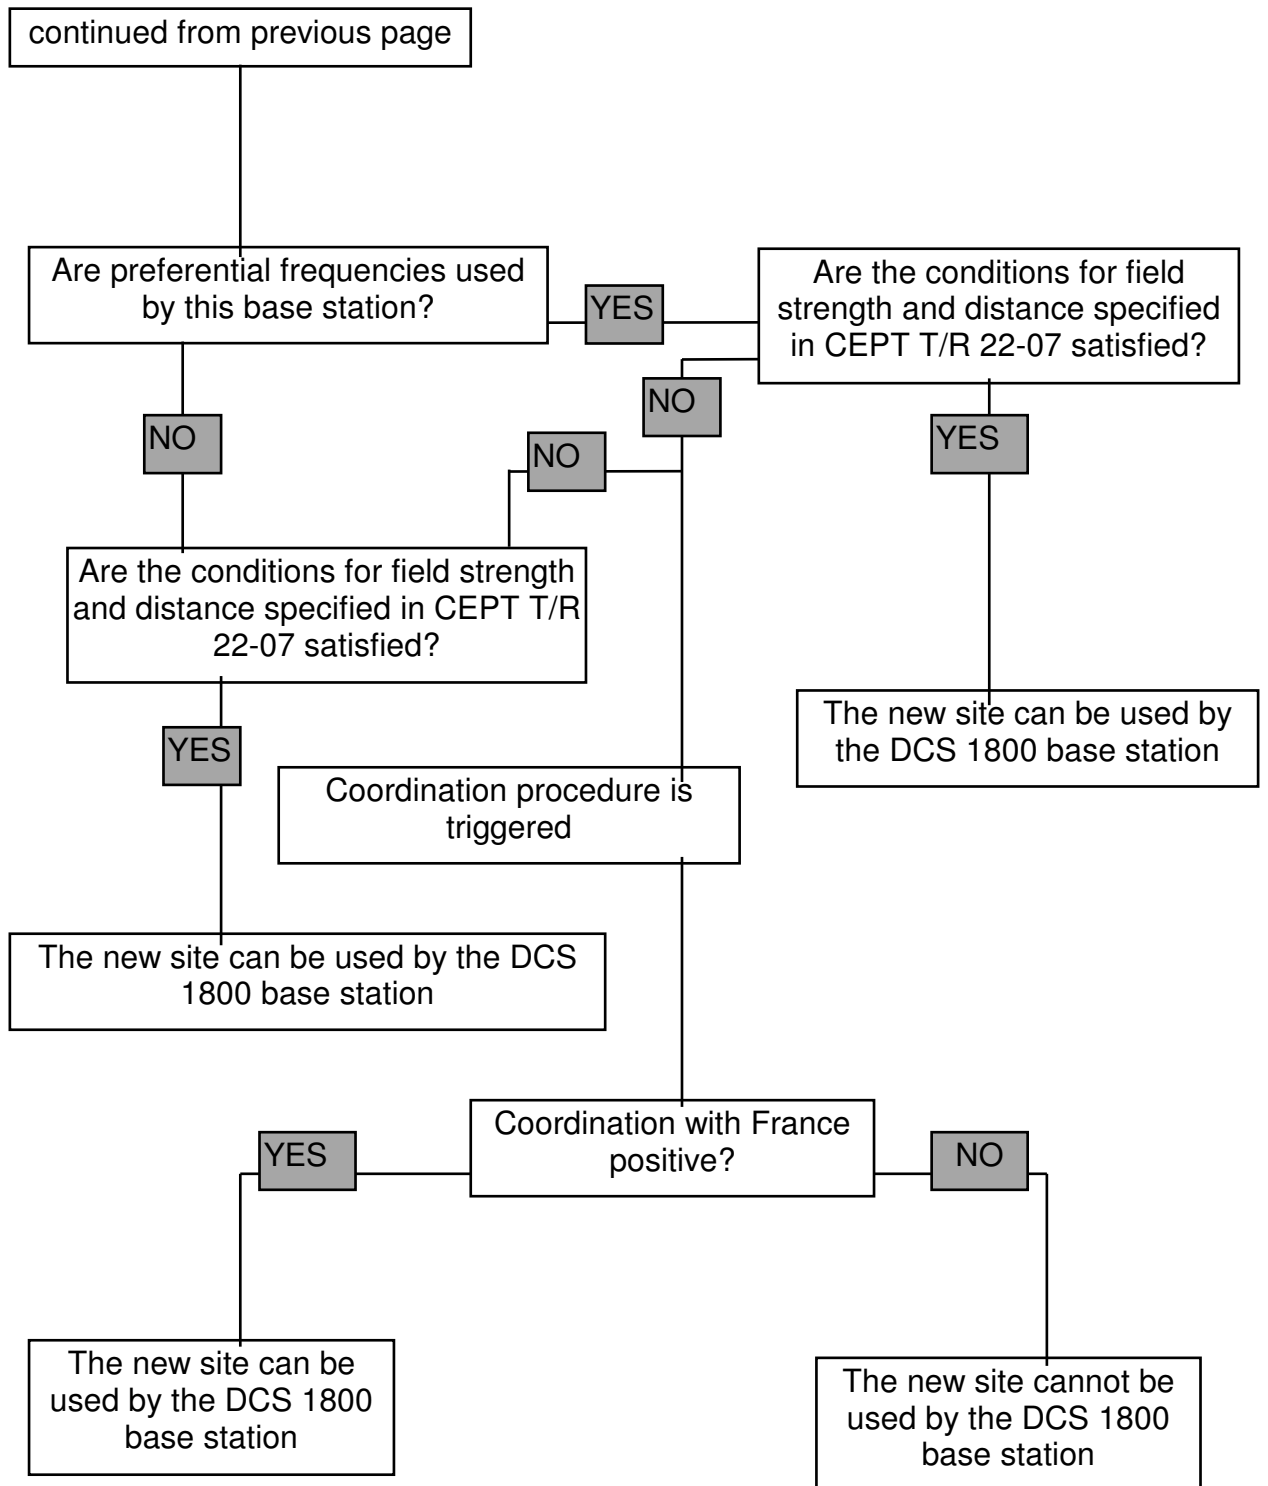 continued from previous page
Are preferential frequencies used
by this base station?
YES
Are the conditions for field
strength and distance specified
in CEPT T/R 22-07 satisfied?
NO
NO
NO
YES
Are the conditions for field strength
and distance specified in CEPT T/R
22-07 satisfied?
YES
The new site can be used by
the DCS 1800 base station
Coordination procedure is
triggered
The new site can be used by the DCS
1800 base station
Coordination with France
positive?
YES
NO
The new site can be
used by the DCS 1800
base station
The new site cannot be
used by the DCS 1800
base station